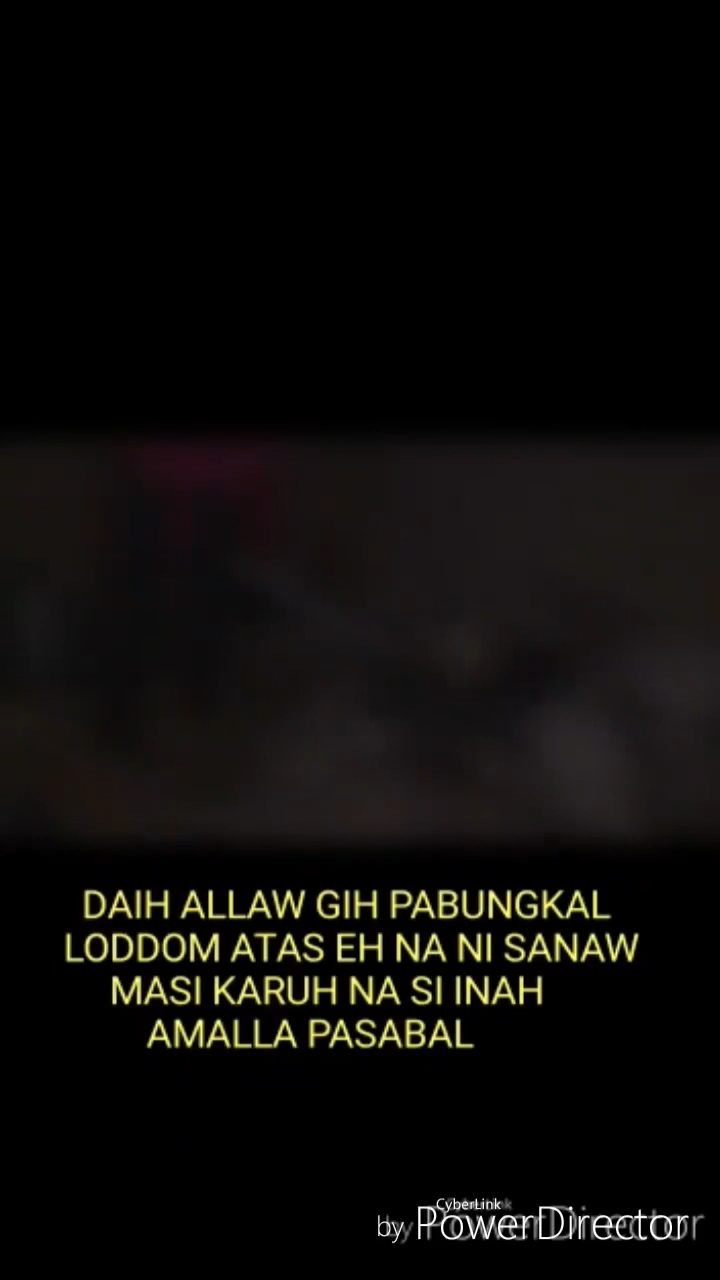 DAIH ALLAW GIH PABUNGKAL
LODDOM ATAS EH NA NI SANAW
MASI KARUH NA SI INAH
AMALLA PASABAL
CyberLink
by PowerDirector